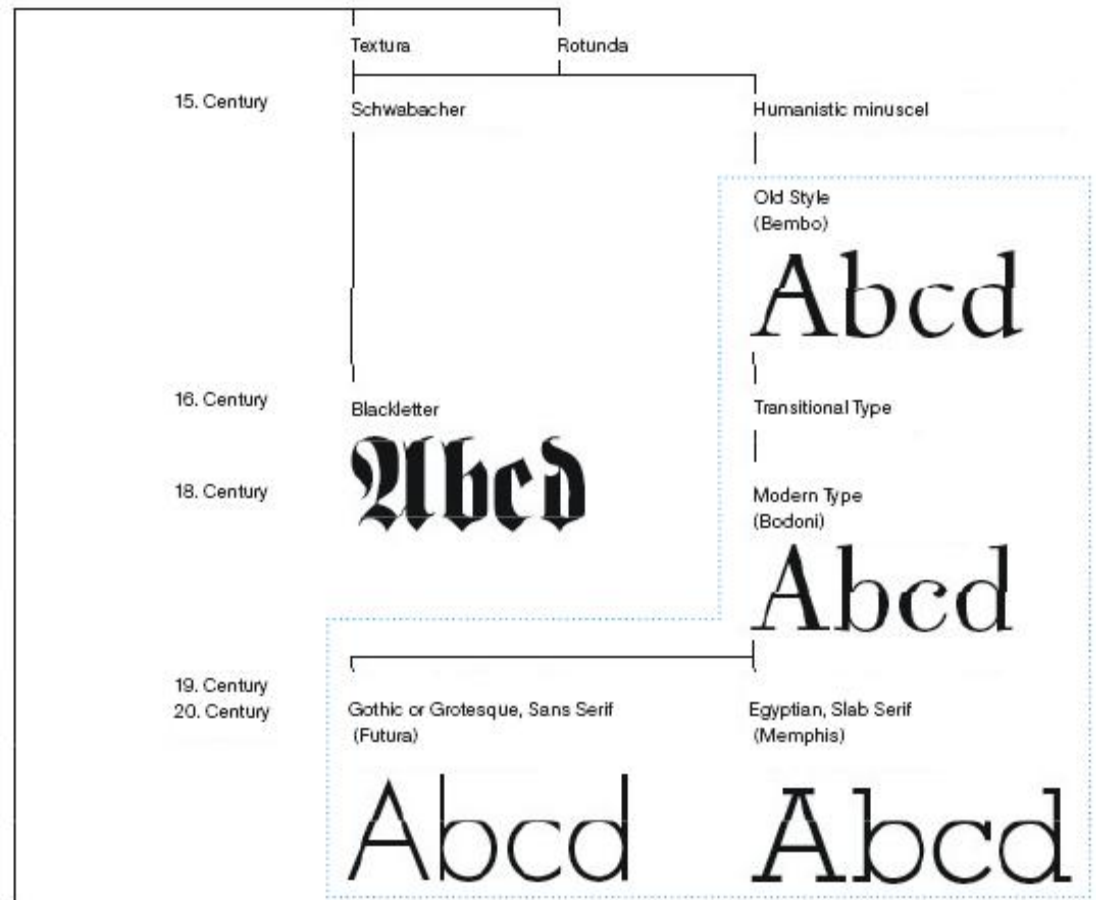 Textura
Rotunda
15. Century
Schwabacher
Humanistic minuscel
Old Style
(Bembo)
Abcd
16. Century
Blackletter
Transitional Type
Abcd
18. Century
Modern Type
(Bodoni)
Abcd
19. Century
20. Century
Gothic or Grotesque, Sans Serif
(Futura)
Egyptian, Slab Serif
(Memphis)
Abcd
Abcd